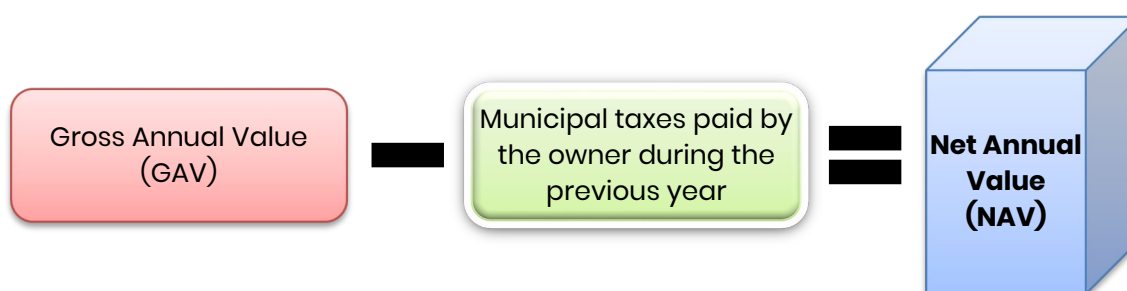 Gross Annual Value
(GAV)
Municipal taxes paid by
the owner during the
previous year
Net Annual
Value
(NAV)